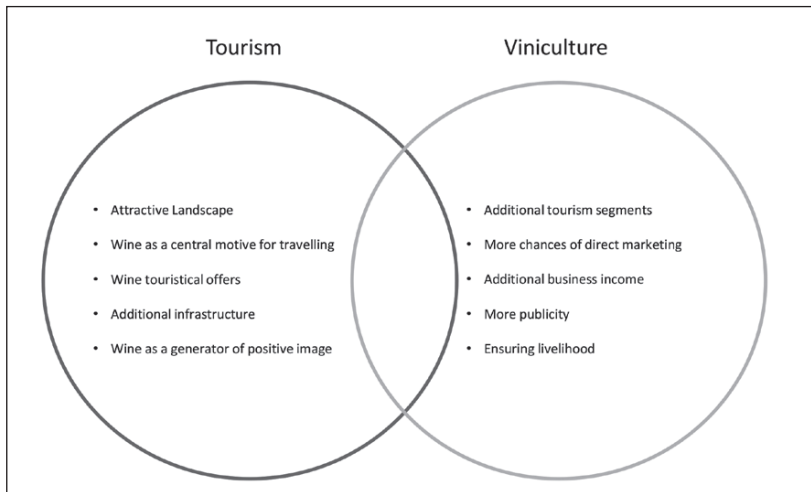 Tourism
Viniculture
• Attractive Landscape
• Wine as a central motive for travelling
• Wine touristical offers
• Additional infrastructure
• Wine as a generator of positive image
• Additional tourism segments
• More chances of direct marketing
• Additional business income
• More publicity
• Ensuring livelihood